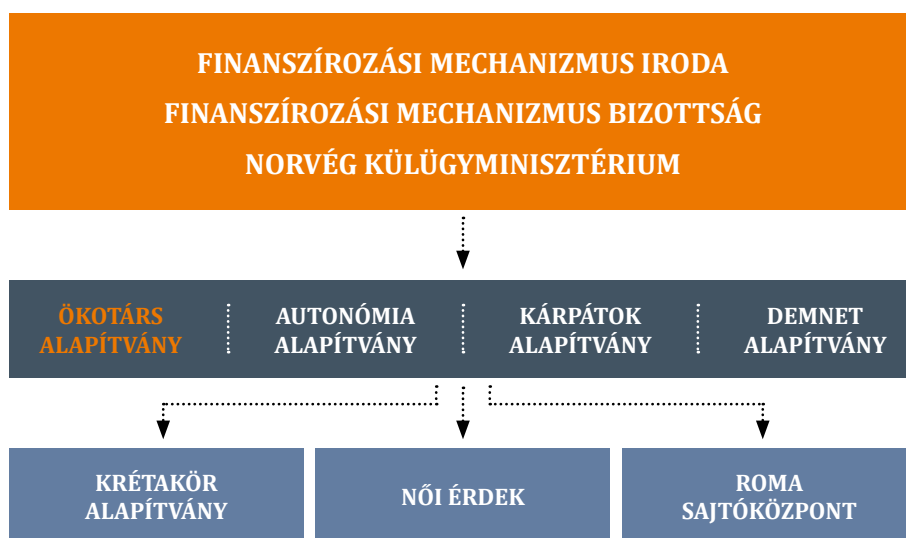 FINANSZÍROZÁSI MECHANIZMUS IRODA
FINANSZÍROZÁSI MECHANIZMUS BIZOTTSÁG
NORVÉG KÜLÜGYMINISZTÉRIUM
ÖKOTÁRS
ALAPÍTVÁNY
AUTONÓMIA
ALAPÍTVÁNY
KÁRPÁTOK
ALAPÍTVÁNY
DEMNET
ALAPÍTVÁNY
KRÉTAKÖR
ALAPÍTVÁNY
NŐI ÉRDEK
ROMA
SAJTÓKÖZPONT